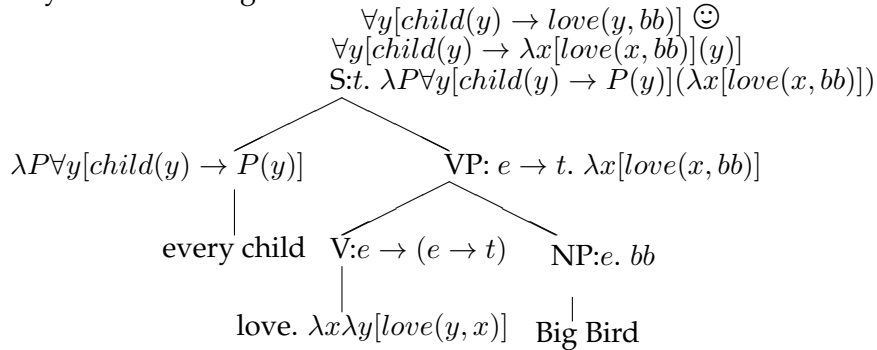 ∀y[child(y) → love(y, bb)] ☺
∀y[child(y) → λx[love(x, bb)](y)]
S:t. λP∀y[child(y) → P(y)](λx[love(x, bb)])
λP∀y[child(y) → P(y)] VP: e → t. λx[love(x, bb)]
every child V:e → (e → t) NP:e. bb
love. λxλy[love(y, x)] Big Bird